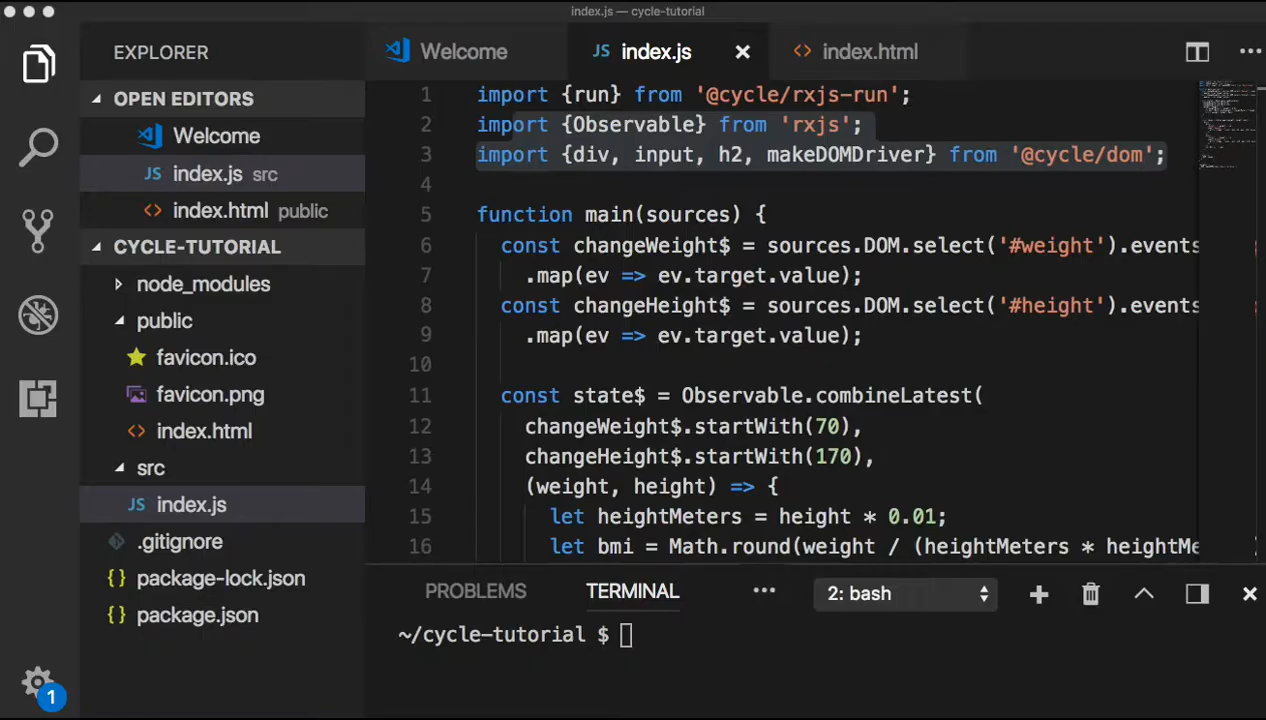 index.js — cycle-tutorial
EXPLORER
OPEN EDITORS
Welcome
JS index.js src
<> index.html public
CYCLE-TUTORIAL
node_modules
public
favicon.ico
favicon.png
<> index.html
src
JS index.js
.gitignore
{} package-lock.json
{} package.json
1
Welcome
JS index.js
<> index.html
1 import {run} from '@cycle/rxjs-run';
2 import {Observable} from 'rxjs';
3 import {div, input, h2, makeDOMDriver} from '@cycle/dom';
4
5 function main(sources) {
6 const changeWeight$ = sources.DOM.select('#weight').events
7 .map(ev => ev.target.value);
8 const changeHeight$ = sources.DOM.select('#height').events
9 .map(ev => ev.target.value);
10
11 const state$ = Observable.combineLatest(
12 changeWeight$.startWith(70),
13 changeHeight$.startWith(170),
14 (weight, height) => {
15 let heightMeters = height * 0.01;
16 let bmi = Math.round(weight / (heightMeters * heightMe
PROBLEMS
TERMINAL
2: bash
~/cycle-tutorial $